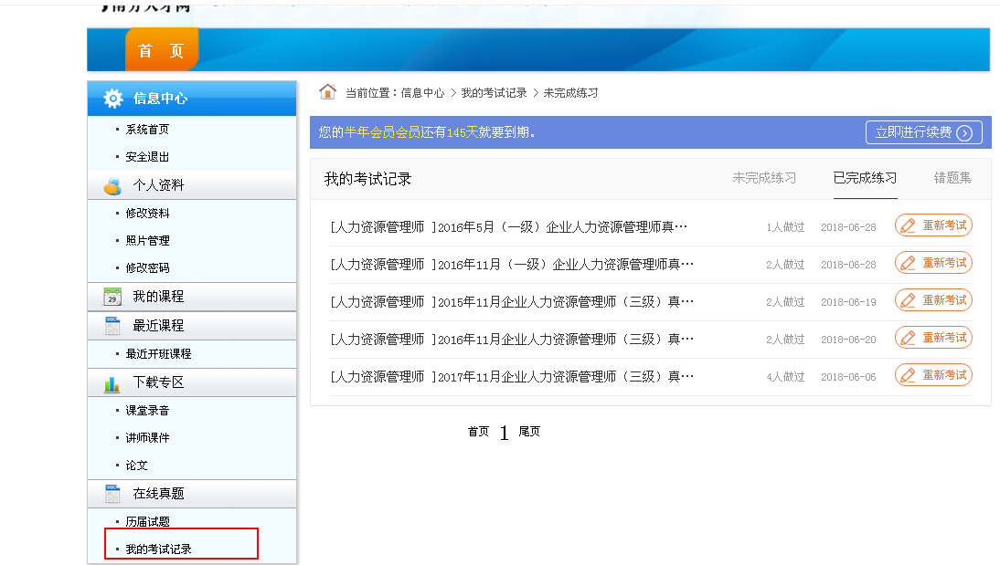 首 页
信息中心
系统首页
安全退出
个人资料
修改资料
照片管理
修改密码
我的课程
最近课程
最近开班课程
下载专区
课堂录音
讲师课件
论文
在线真题
历届试题
我的考试记录
当前位置：信息中心 > 我的考试记录 > 未完成练习
您的半年会员会员还有145天就要到期。 立即进行续费
我的考试记录 未完成练习 已完成练习 错题集
[人力资源管理师 ]2016年5月（一级）企业人力资源管理师真… 1人做过 2018-06-28 重新考试
[人力资源管理师 ]2016年11月（一级）企业人力资源管理师真… 2人做过 2018-06-28 重新考试
[人力资源管理师 ]2015年11月企业人力资源管理师（三级）真… 2人做过 2018-06-19 重新考试
[人力资源管理师 ]2016年11月企业人力资源管理师（三级）真… 2人做过 2018-06-20 重新考试
[人力资源管理师 ]2017年11月企业人力资源管理师（三级）真… 4人做过 2018-06-06 重新考试
首页 1 尾页